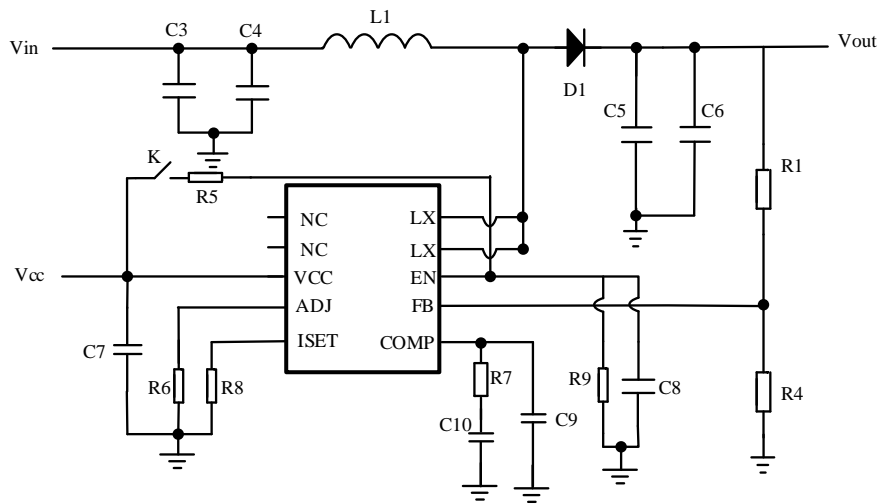 C3
C4
L1
Vin
Vout
D1
C5
C6
K
R5
R1
NC
LX
NC
LX
Vcc
VCC
EN
ADJ
FB
ISET
COMP
C7
R6
R8
R7
R9
C8
R4
C10
C9